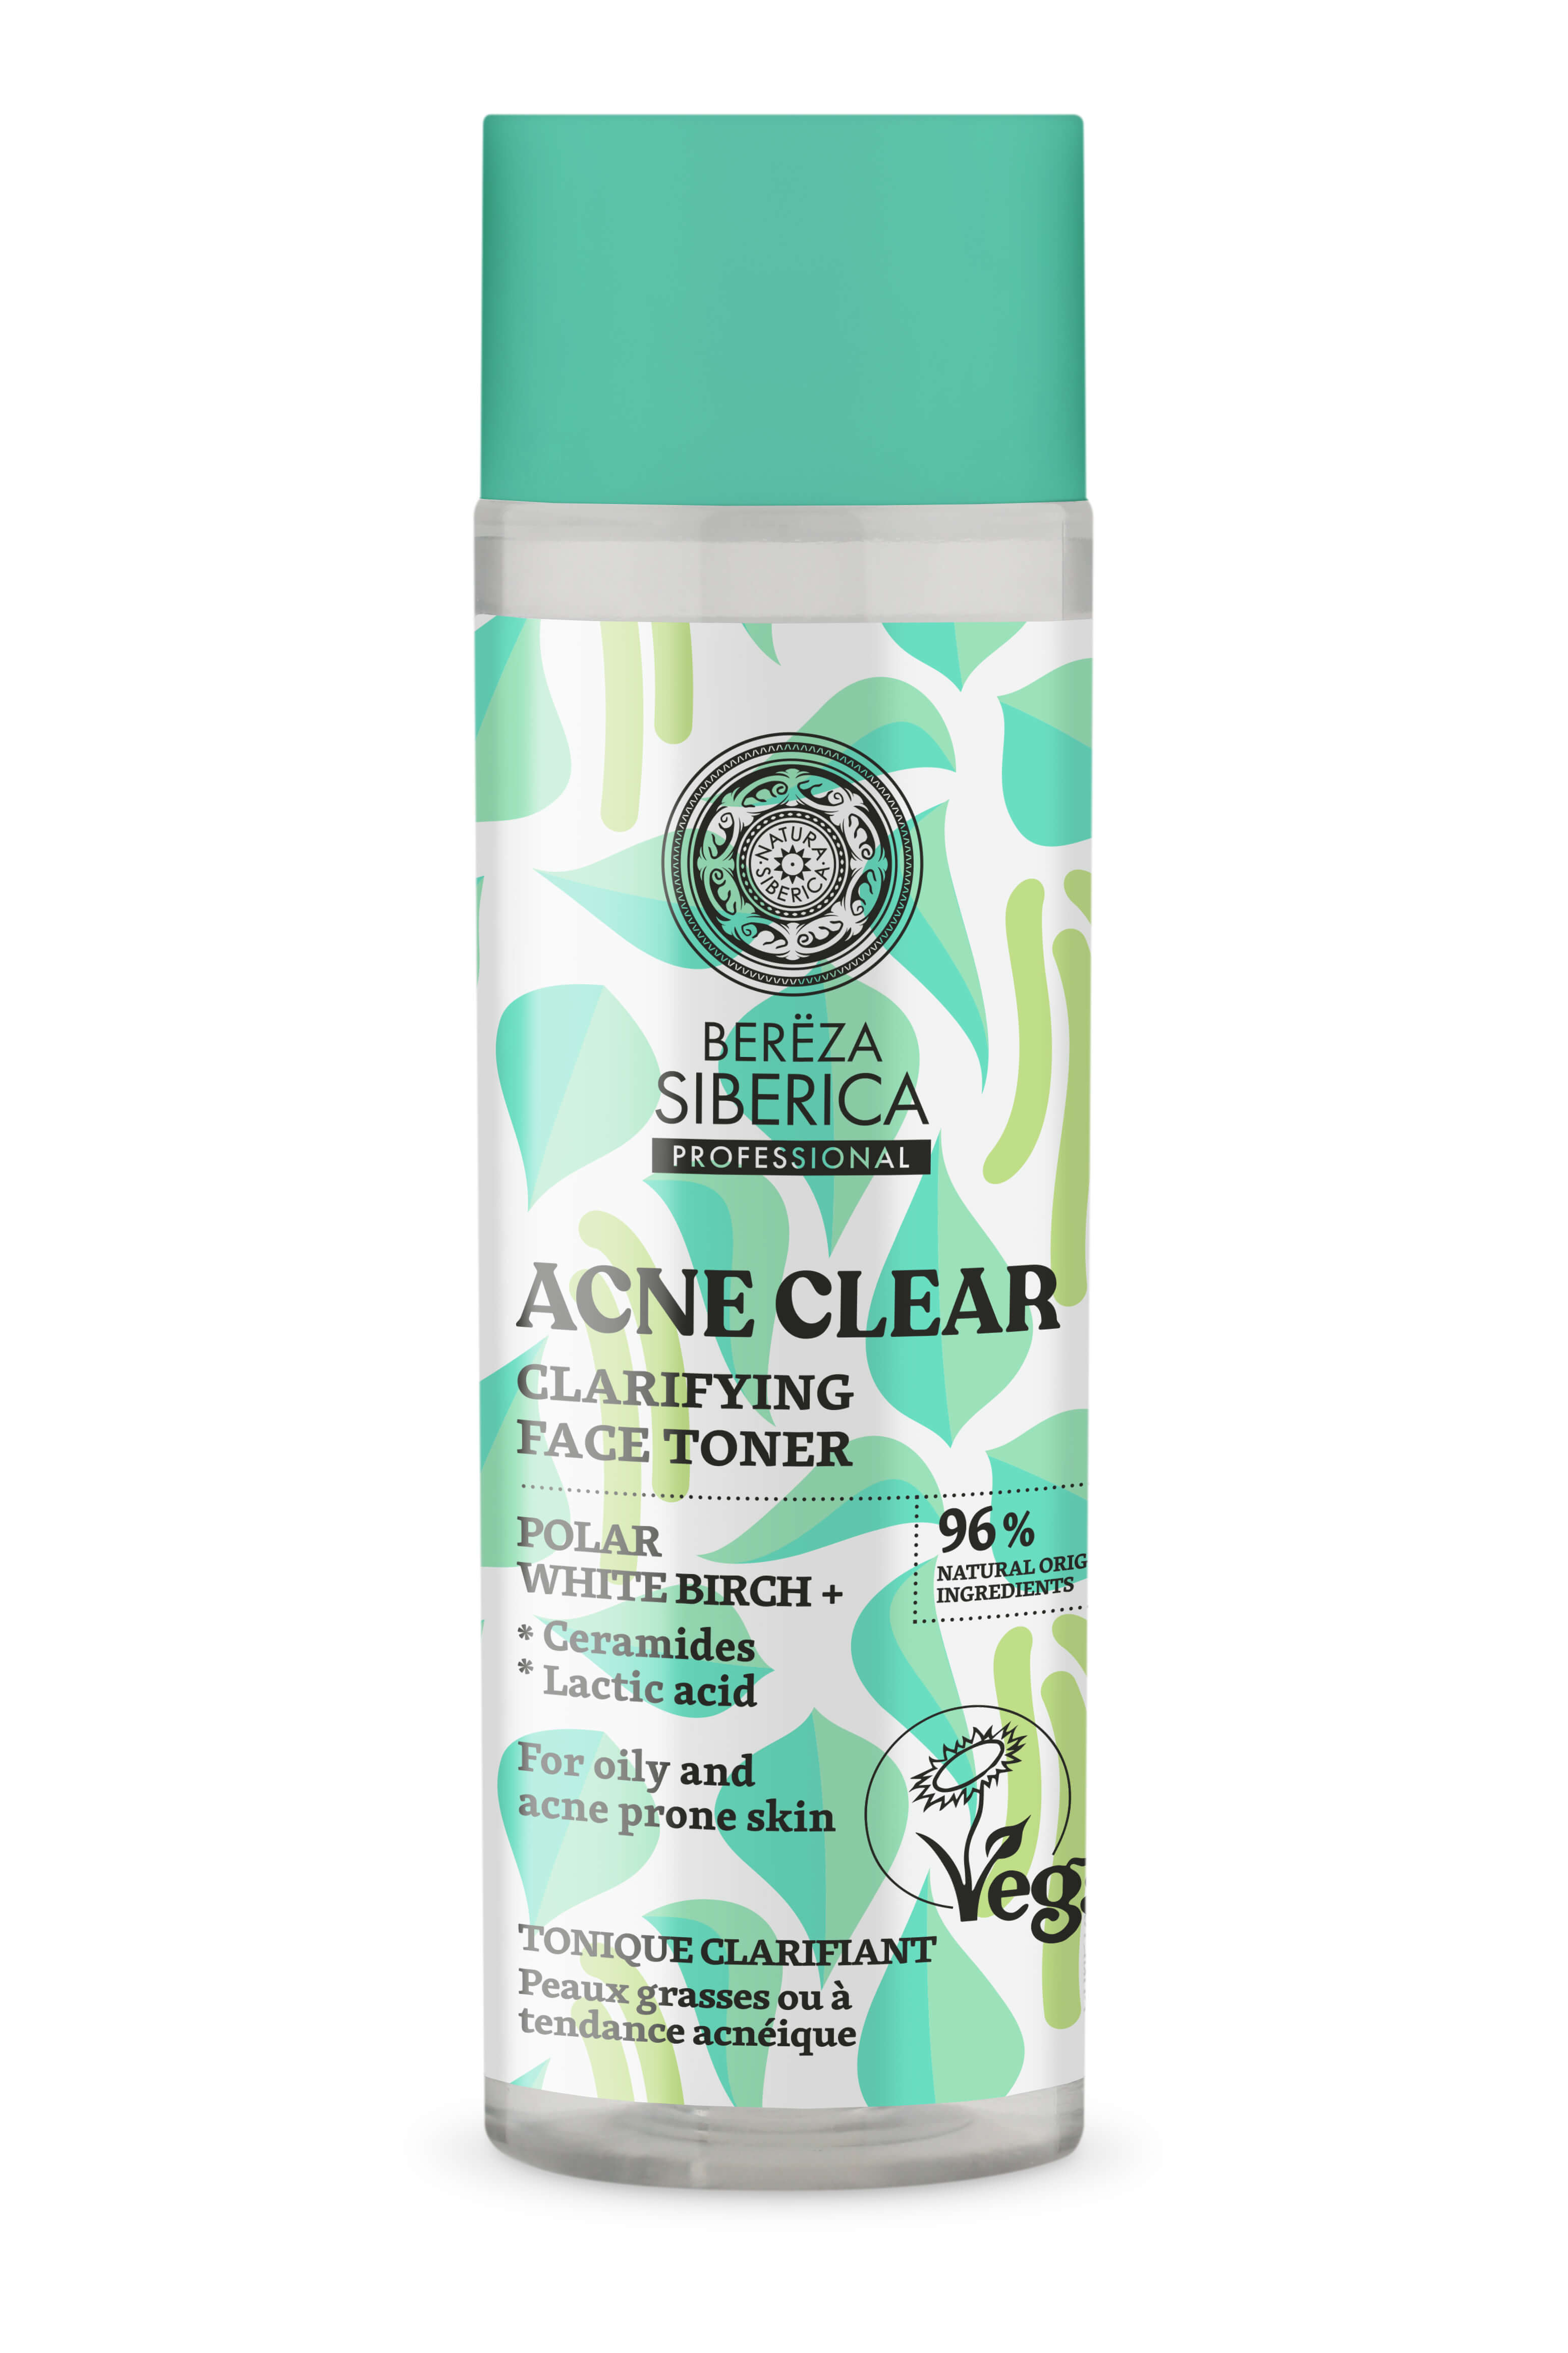 NATURA
SIBERICA
BERËZA
SIBERICA
PROFESSIONAL
ACNE CLEAR
CLARIFYING
FACE TONER
POLAR
WHITE BIRCH +
* Ceramides
* Lactic acid
96%
NATURAL ORIG
INGREDIENTS
For oily and
acne prone skin
Veg
TONIQUE CLARIFIANT
Peaux grasses ou à
tendance acnéique